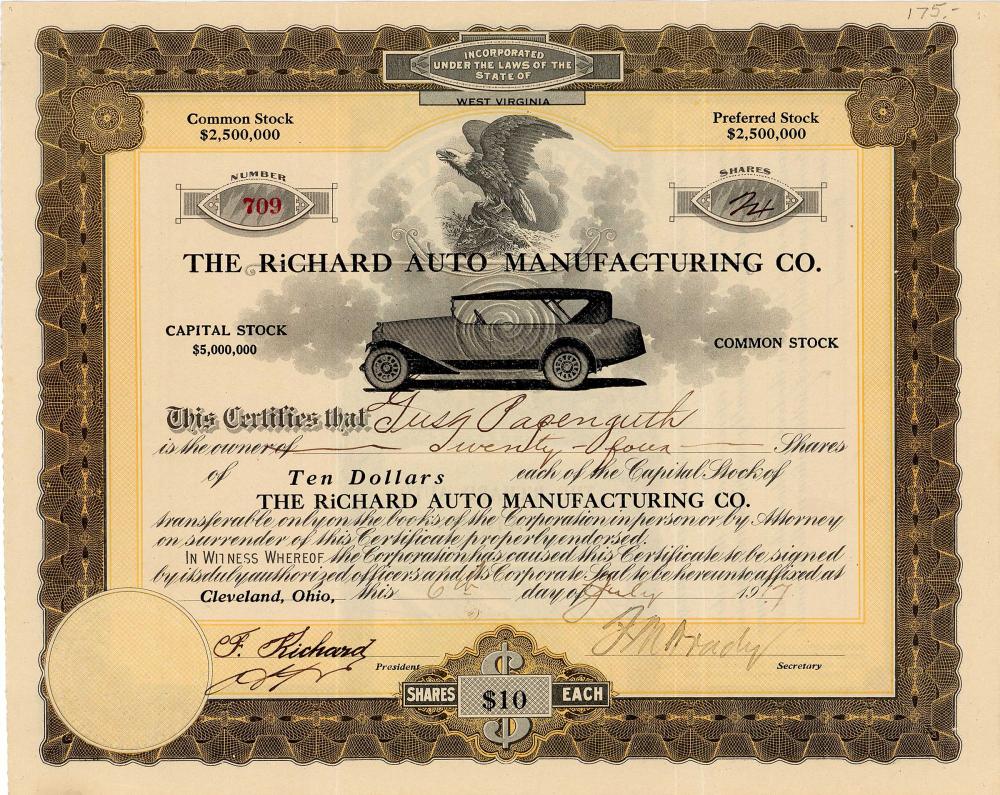 175.-
INCORPORATED
UNDER THE LAWS OF THE
STATE OF
WEST VIRGINIA
Common Stock
$2,500,000
Preferred Stock
$2,500,000
NUMBER
709
SHARES
24
THE RiCHARD AUTO MANUFACTURING CO.
CAPITAL STOCK
$5,000,000
COMMON STOCK
This Certifies that Gust Papenguth
is the owner of Twenty-four Shares
of Ten Dollars each of the Capital Stock of
THE RiCHARD AUTO MANUFACTURING CO.
transferable only on the books of the Corporation in person or by Attorney
on surrender of this Certificate properly endorsed.
IN WITNESS WHEREOF the Corporation has caused this Certificate to be signed
by its duly authorized officers and its Corporate Seal to be hereunto affixed at
Cleveland, Ohio, this 6th day of July 1917
F. Richard
President
F M Brady
Secretary
SHARES $10 EACH